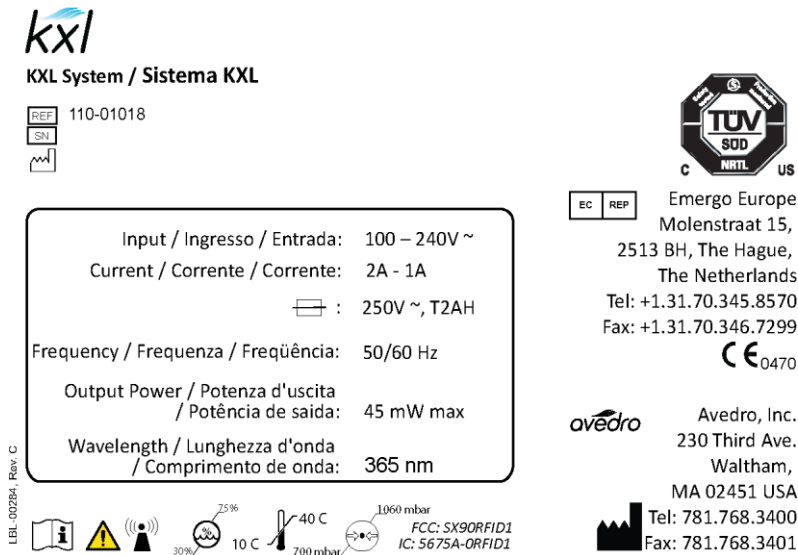 kxl
KXL System / Sistema KXL
REF 110-01018
SN
Safety tested
Production monitored
TÜV
SÜD
NRTL
C US
Input / Ingresso / Entrada: 100 – 240V ~
Current / Corrente / Corrente: 2A - 1A
: 250V ~, T2AH
Frequency / Frequenza / Freqüência: 50/60 Hz
Output Power / Potenza d'uscita
/ Potência de saida: 45 mW max
Wavelength / Lunghezza d'onda
/ Comprimento de onda: 365 nm
EC REP
Emergo Europe
Molenstraat 15,
2513 BH, The Hague,
The Netherlands
Tel: +1.31.70.345.8570
Fax: +1.31.70.346.7299
CE 0470
avedro
Avedro, Inc.
230 Third Ave.
Waltham,
MA 02451 USA
Tel: 781.768.3400
Fax: 781.768.3401
LBL-00284, Rev. C
75%
30%
40 C
10 C
1060 mbar
700 mbar
FCC: SX90RFID1
IC: 5675A-0RFID1